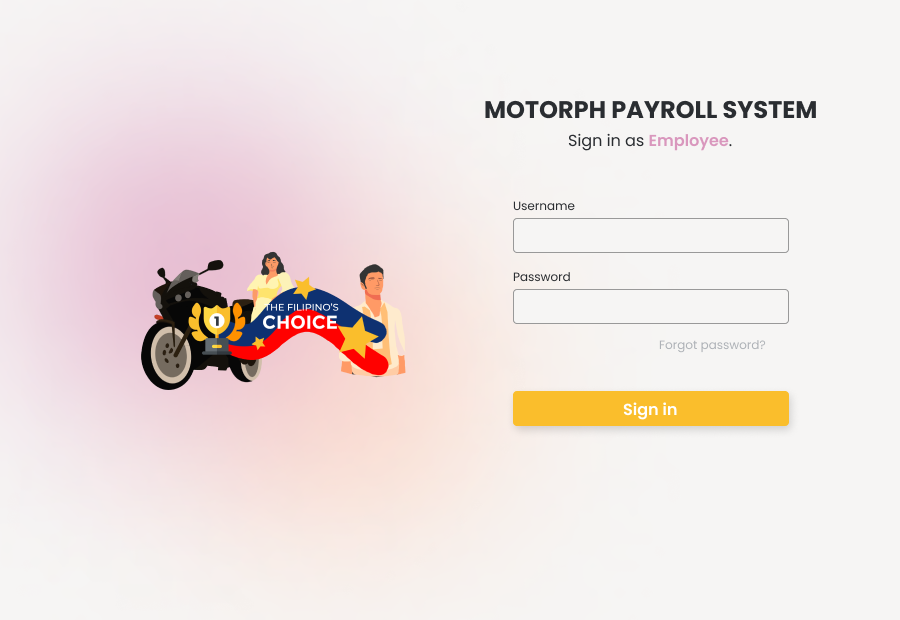 MOTORPH PAYROLL SYSTEM
Sign in as Employee.
Username
Password
Forgot password?
Sign in
THE FILIPINO'S
CHOICE
1